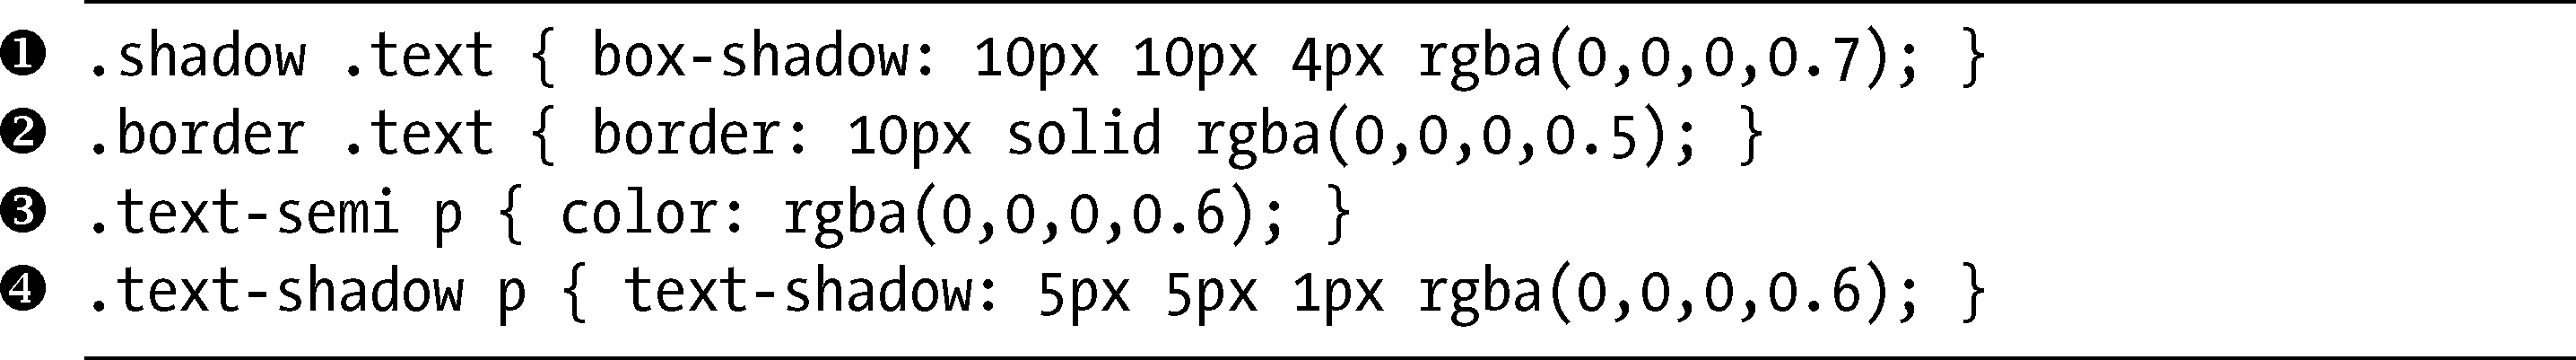 ❶ .shadow .text { box-shadow: 10px 10px 4px rgba(0,0,0,0.7); }
❷ .border .text { border: 10px solid rgba(0,0,0,0.5); }
❸ .text-semi p { color: rgba(0,0,0,0.6); }
❹ .text-shadow p { text-shadow: 5px 5px 1px rgba(0,0,0,0.6); }